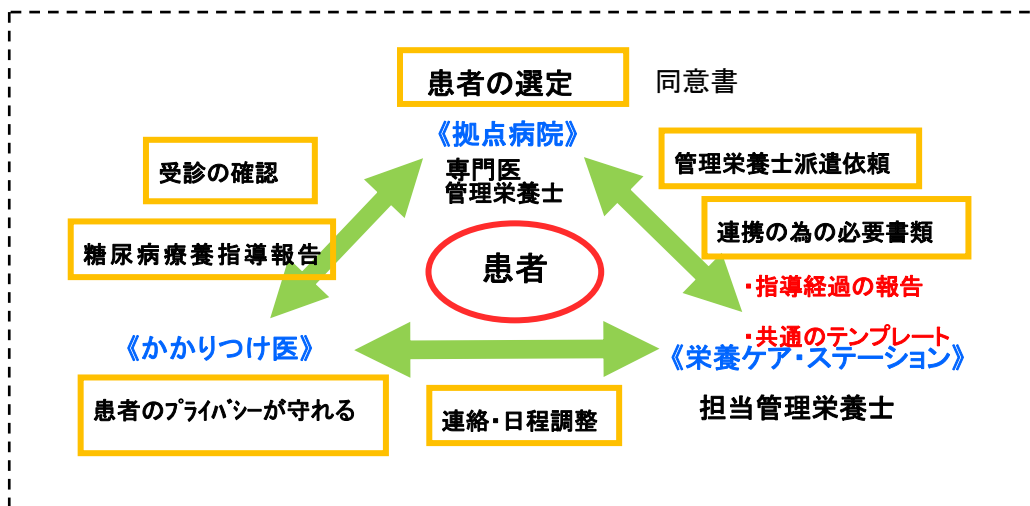 患者の選定
同意書
《拠点病院》
専門医
管理栄養士
受診の確認
管理栄養士派遣依頼
糖尿病療養指導報告
連携の為の必要書類
患者
・指導経過の報告
・共通のテンプレート
《かかりつけ医》
《栄養ケア・ステーション》
患者のﾌﾟﾗｲﾊﾞｼｰが守れる
連絡・日程調整
担当管理栄養士